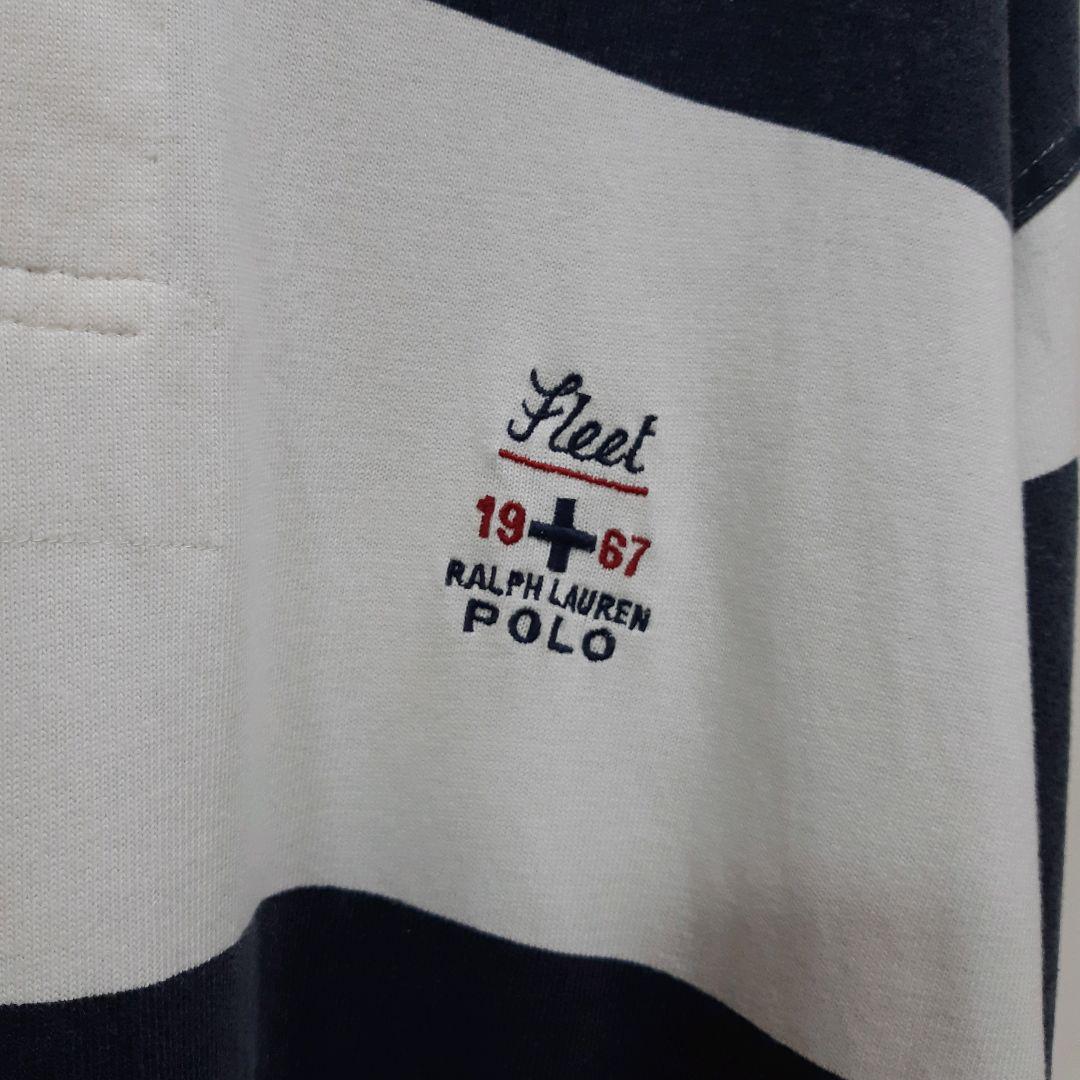 Fleet
19+67
RALPH LAUREN
POLO